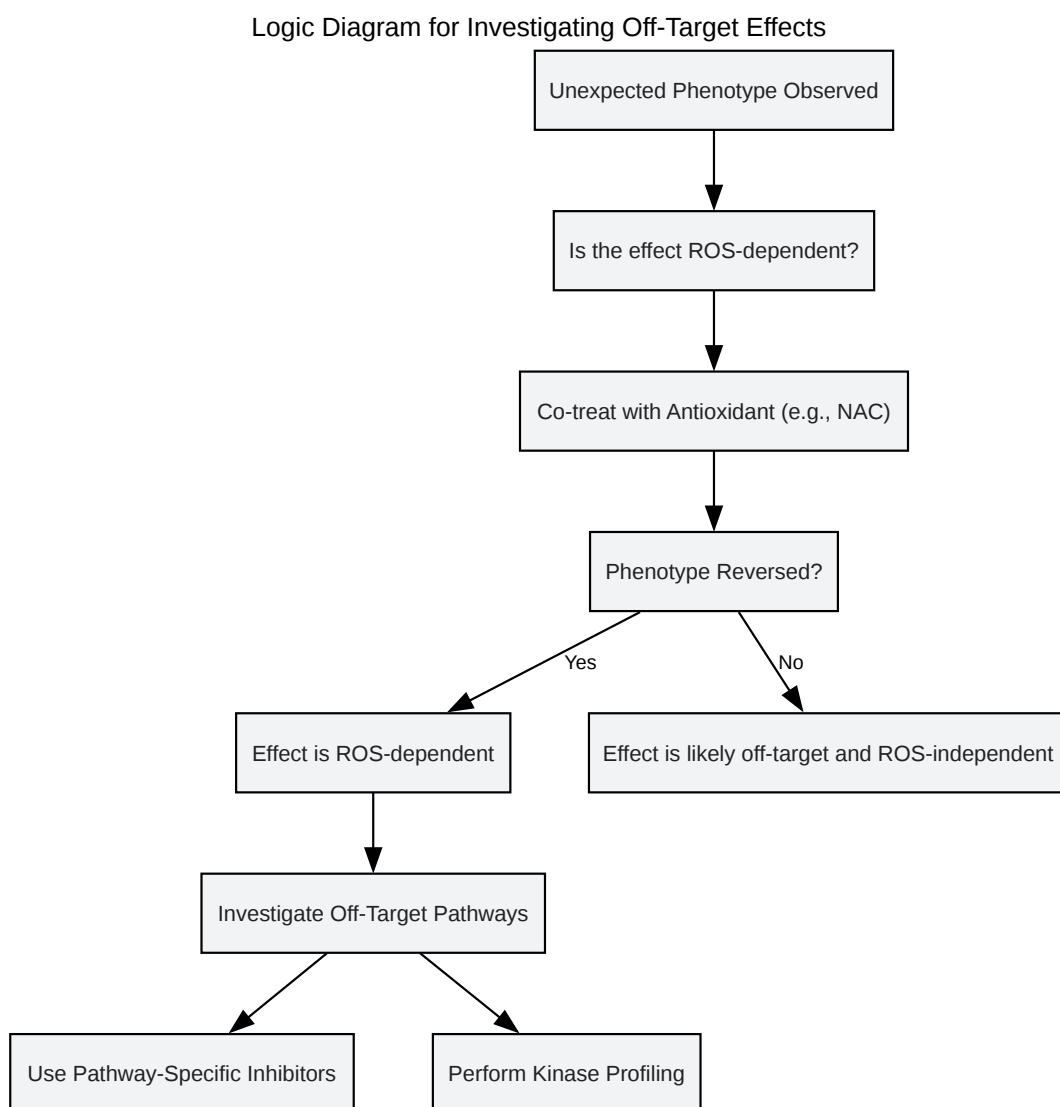 Logic Diagram for Investigating Off-Target Effects
Unexpected Phenotype Observed
Is the effect ROS-dependent?
Co-treat with Antioxidant (e.g., NAC)
Phenotype Reversed?
Yes
No
Effect is ROS-dependent
Effect is likely off-target and ROS-independent
Investigate Off-Target Pathways
Use Pathway-Specific Inhibitors
Perform Kinase Profiling